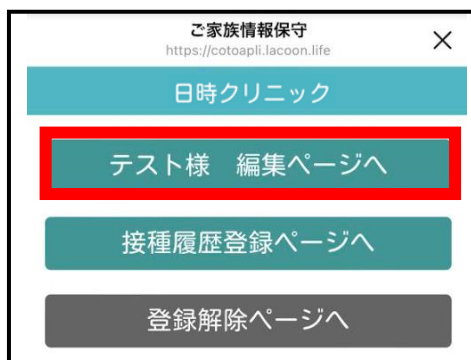 ご家族情報保守
https://cotoapli.lacoon.life
×
日時クリニック
テスト様　編集ページへ
接種履歴登録ページへ
登録解除ページへ